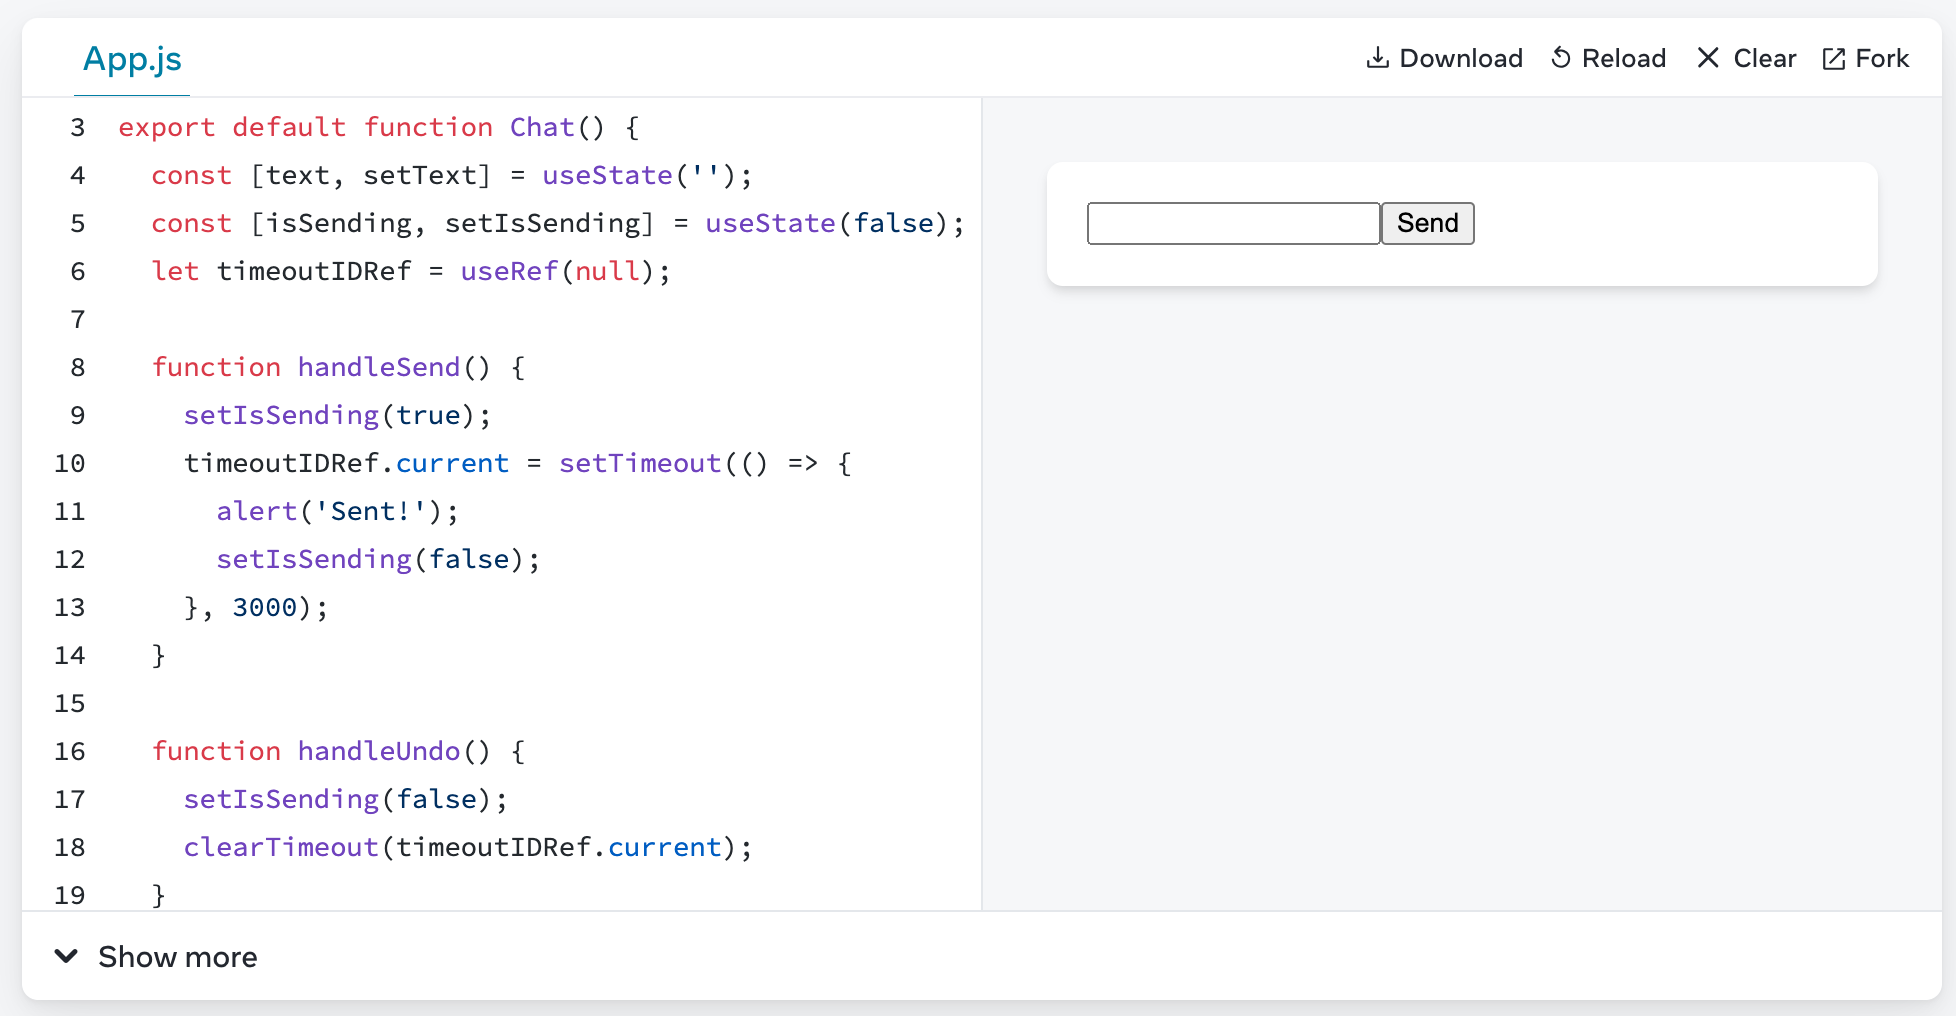 App.js
Download Reload Clear Fork
3 export default function Chat() {
4   const [text, setText] = useState('');
5   const [isSending, setIsSending] = useState(false);
6   let timeoutIDRef = useRef(null);
7
8   function handleSend() {
9     setIsSending(true);
10     timeoutIDRef.current = setTimeout(() => {
11       alert('Sent!');
12       setIsSending(false);
13     }, 3000);
14   }
15
16   function handleUndo() {
17     setIsSending(false);
18     clearTimeout(timeoutIDRef.current);
19   }
Send
Show more